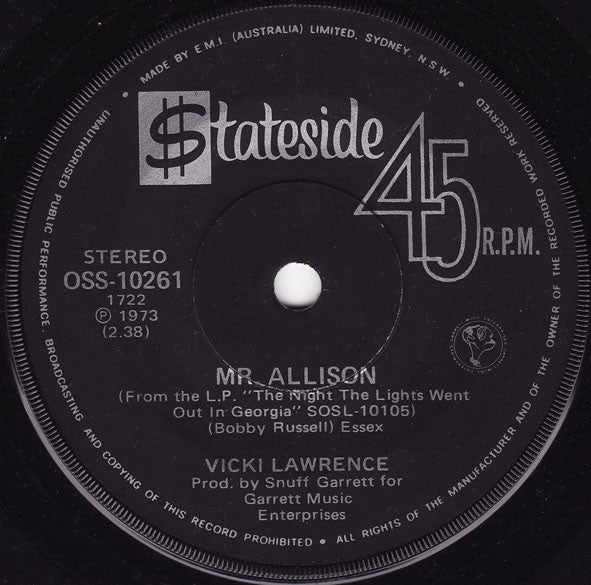 MADE BY E.M.I. (AUSTRALIA) LIMITED. SYDNEY. N.S.W.
$tateside
45 R.P.M.
STEREO
OSS-10261
1722
Ⓟ 1973
(2.38)
MR. ALLISON
(From the L.P. "The Night The Lights Went
Out In Georgia" SOSL-10105)
(Bobby Russell) Essex
VICKI LAWRENCE
Prod. by Snuff Garrett for
Garrett Music
Enterprises
UNAUTHORISED PUBLIC PERFORMANCE. BROADCASTING AND COPYING OF THIS RECORD PROHIBITED • ALL RIGHTS OF THE MANUFACTURER AND OF THE OWNER OF THE RECORDED WORK RESERVED